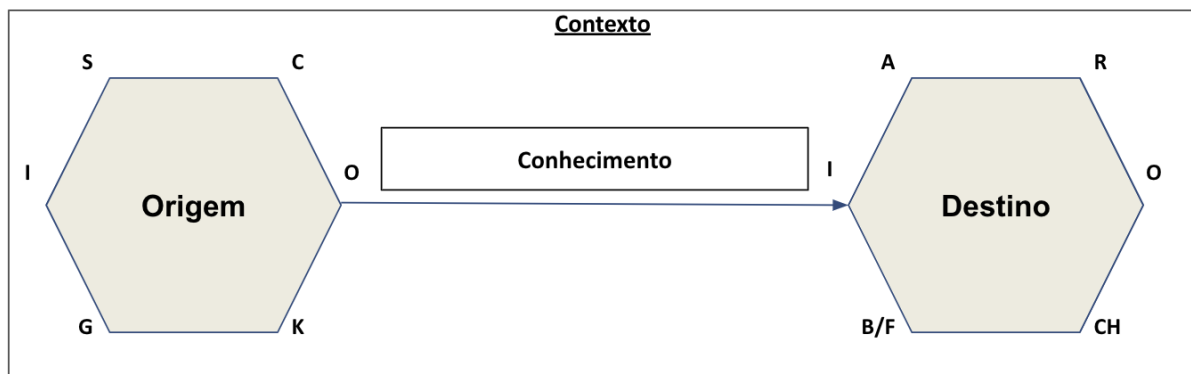 Contexto
S
C
A
R
I
O
Conhecimento
I
O
Origem
Destino
G
K
B/F
CH